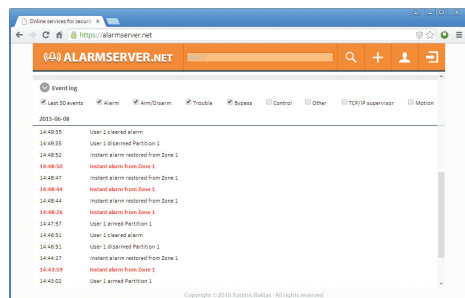 Online services for securit
https://alarmserver.net
ALARMSERVER.NET
Event log
Last 50 events Alarm Arm/Disarm Trouble Bypass Control Other TCP/IP supervisor Motion
2015-06-08
14:49:35 User 1 cleared alarm
14:49:35 User 1 disarmed Partition 1
14:48:52 Instant alarm restored from Zone 1
14:48:50 Instant alarm from Zone 1
14:48:47 Instant alarm restored from Zone 1
14:48:44 Instant alarm from Zone 1
14:48:44 Instant alarm restored from Zone 1
14:48:26 Instant alarm from Zone 1
14:47:57 User 1 armed Partition 1
14:46:51 User 1 cleared alarm
14:46:51 User 1 disarmed Partition 1
14:44:27 Instant alarm restored from Zone 1
14:43:59 Instant alarm from Zone 1
14:43:02 User 1 armed Partition 1
Copyright © 2015 Kodinis Raktas - All rights reserved